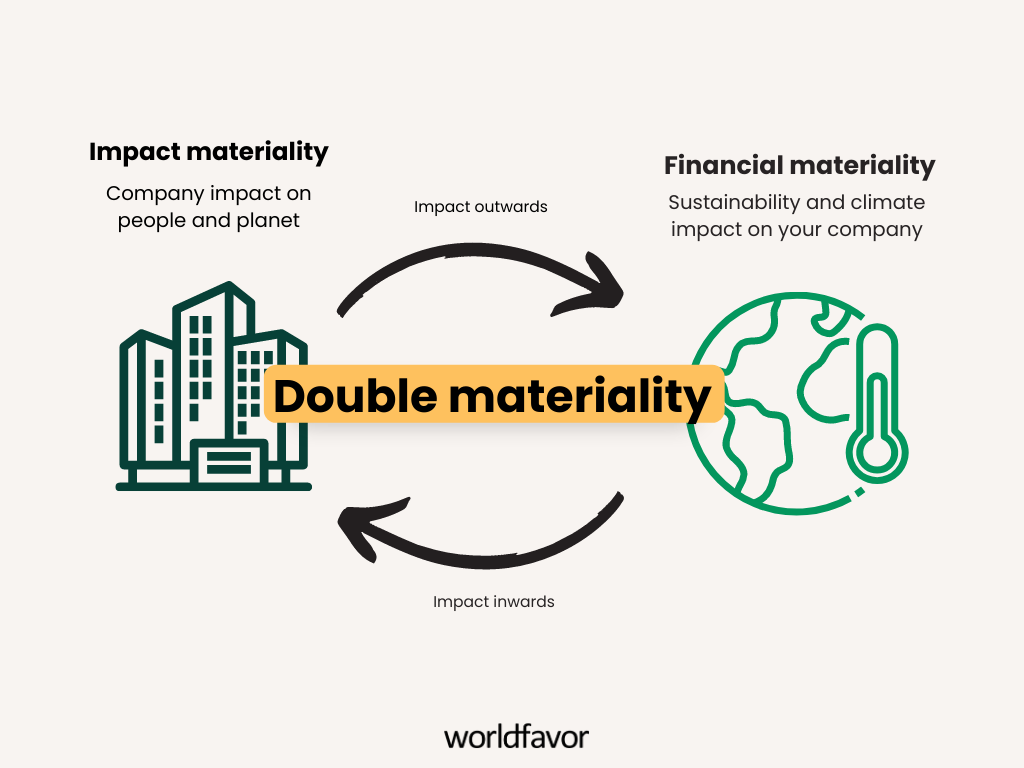 Impact materiality
Company impact on
people and planet
Impact outwards
Financial materiality
Sustainability and climate
impact on your company
Double materiality
Impact inwards
worldfavor